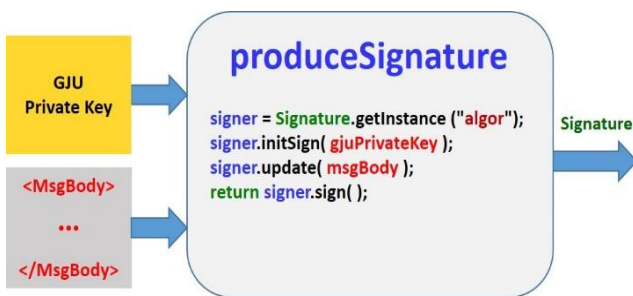 GJU
Private Key
<MsgBody>
...
</MsgBody>
produceSignature
signer = Signature.getInstance ("algor");
signer.initSign( gjuPrivateKey );
signer.update( msgBody );
return signer.sign( );
Signature